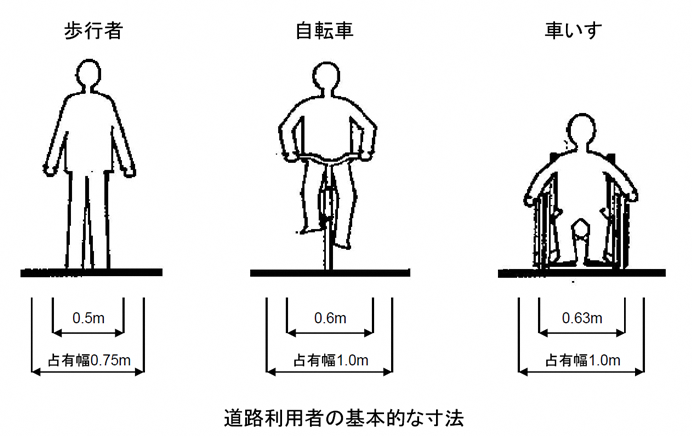 歩行者
自転車
車いす
0.5m
0.6m
0.63m
占有幅0.75m
占有幅1.0m
占有幅1.0m
道路利用者の基本的な寸法